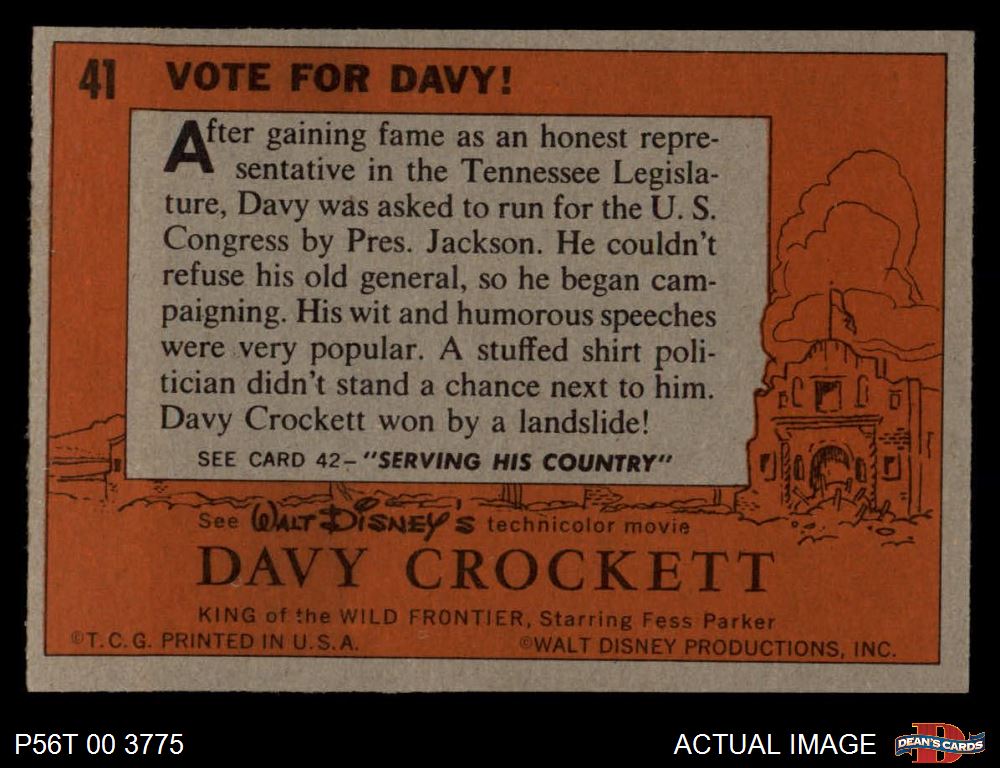 41 VOTE FOR DAVY!
After gaining fame as an honest repre-
sentative in the Tennessee Legisla-
ture, Davy was asked to run for the U. S.
Congress by Pres. Jackson. He couldn't
refuse his old general, so he began cam-
paigning. His wit and humorous speeches
were very popular. A stuffed shirt poli-
tician didn't stand a chance next to him.
Davy Crockett won by a landslide!
SEE CARD 42–"SERVING HIS COUNTRY"
See WALT DISNEY'S technicolor movie
DAVY CROCKETT
KING of the WILD FRONTIER, Starring Fess Parker
©T.C.G. PRINTED IN U.S.A. ©WALT DISNEY PRODUCTIONS, INC.
P56T 00 3775 ACTUAL IMAGE D DEAN'S CARDS